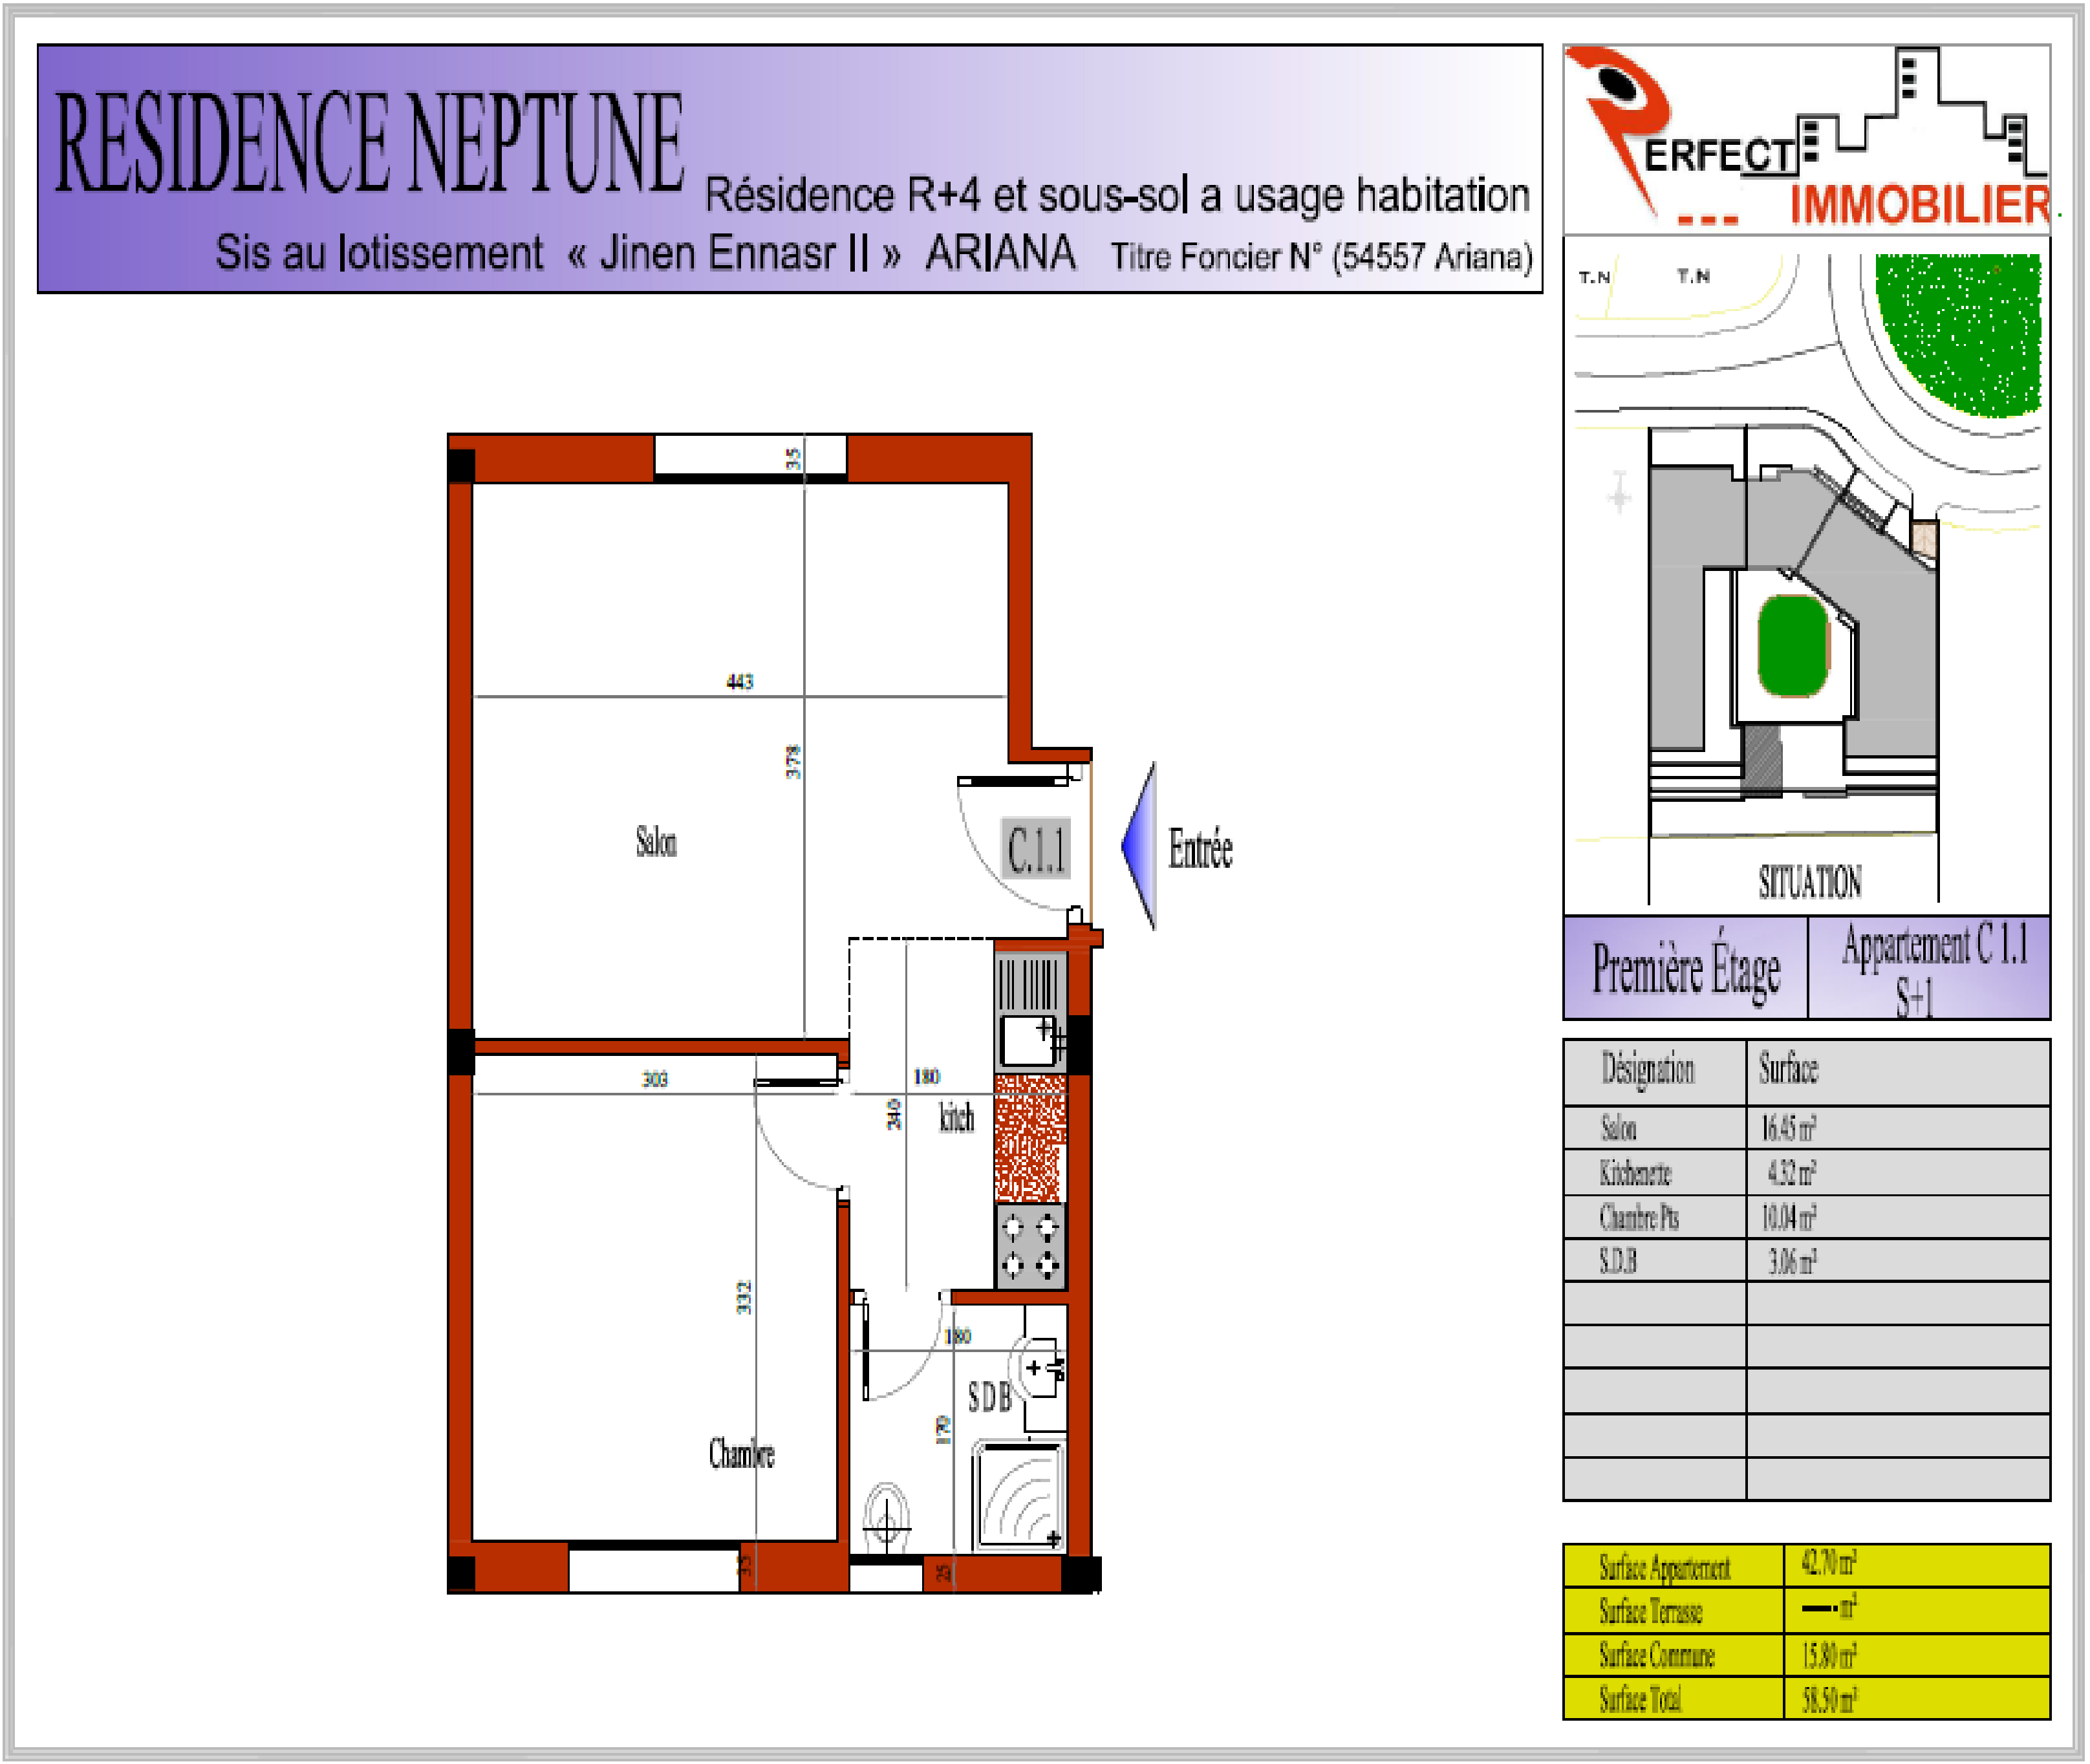 RESIDENCE NEPTUNE
Résidence R+4 et sous-sol a usage habitation
Sis au lotissement « Jinen Ennasr II » ARIANA Titre Foncier N° (54557 Ariana)
PERFECT
IMMOBILIER
T.N T.N
SITUATION
Première Étage
Appartement C 1.1
S+1
Désignation Surface
Salon 16.45 m²
Kitchenette 4.32 m²
Chambre Pts 10.04 m²
S.D.B 3.06 m²
Surface Appartement 42.70 m²
Surface Terrasse m²
Surface Commune 15.80 m²
Surface Total 58.50 m²
35
443
378
Salon
C.1.1
Entrée
303
180
240
kitch
332
180
SDB
170
Chambre
35
25